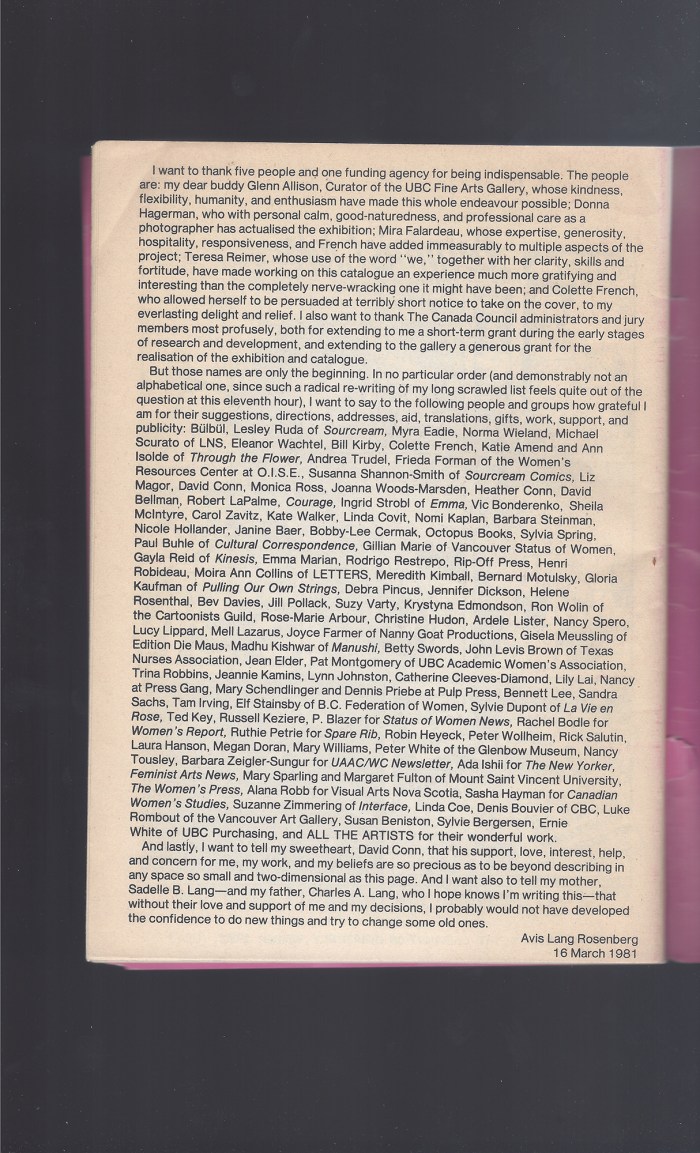 I want to thank five people and one funding agency for being indispensable. The people
are: my dear buddy Glenn Allison, Curator of the UBC Fine Arts Gallery, whose kindness,
flexibility, humanity, and enthusiasm have made this whole endeavour possible; Donna
Hagerman, who with personal calm, good-naturedness, and professional care as a
photographer has actualised the exhibition; Mira Falardeau, whose expertise, generosity,
hospitality, responsiveness, and French have added immeasurably to multiple aspects of the
project; Teresa Reimer, whose use of the word "we," together with her clarity, skills and
fortitude, have made working on this catalogue an experience much more gratifying and
interesting than the completely nerve-wracking one it might have been; and Colette French,
who allowed herself to be persuaded at terribly short notice to take on the cover, to my
everlasting delight and relief. I also want to thank The Canada Council administrators and jury
members most profusely, both for extending to me a short-term grant during the early stages
of research and development, and extending to the gallery a generous grant for the
realisation of the exhibition and catalogue.
But those names are only the beginning. In no particular order (and demonstrably not an
alphabetical one, since such a radical re-writing of my long scrawled list feels quite out of the
question at this eleventh hour), I want to say to the following people and groups how grateful I
am for their suggestions, directions, addresses, aid, translations, gifts, work, support, and
publicity: Bülbül, Lesley Ruda of Sourcream, Myra Eadie, Norma Wieland, Michael
Scurato of LNS, Eleanor Wachtel, Bill Kirby, Colette French, Katie Amend and Ann
Isolde of Through the Flower, Andrea Trudel, Frieda Forman of the Women's
Resources Center at O.I.S.E., Susanna Shannon-Smith of Sourcream Comics, Liz
Magor, David Conn, Monica Ross, Joanna Woods-Marsden, Heather Conn, David
Bellman, Robert LaPalme, Courage, Ingrid Strobl of Emma, Vic Bonderenko, Sheila
McIntyre, Carol Zavitz, Kate Walker, Linda Covit, Nomi Kaplan, Barbara Steinman,
Nicole Hollander, Janine Baer, Bobby-Lee Cermak, Octopus Books, Sylvia Spring,
Paul Buhle of Cultural Correspondence, Gillian Marie of Vancouver Status of Women,
Gayla Reid of Kinesis, Emma Marian, Rodrigo Restrepo, Rip-Off Press, Henri
Robideau, Moira Ann Collins of LETTERS, Meredith Kimball, Bernard Motulsky, Gloria
Kaufman of Pulling Our Own Strings, Debra Pincus, Jennifer Dickson, Helene
Rosenthal, Bev Davies, Jill Pollack, Suzy Varty, Krystyna Edmondson, Ron Wolin of
the Cartoonists Guild, Rose-Marie Arbour, Christine Hudon, Ardele Lister, Nancy Spero,
Lucy Lippard, Mell Lazarus, Joyce Farmer of Nanny Goat Productions, Gisela Meussling of
Edition Die Maus, Madhu Kishwar of Manushi, Betty Swords, John Levis Brown of Texas
Nurses Association, Jean Elder, Pat Montgomery of UBC Academic Women's Association,
Trina Robbins, Jeannie Kamins, Lynn Johnston, Catherine Cleeves-Diamond, Lily Lai, Nancy
at Press Gang, Mary Schendlinger and Dennis Priebe at Pulp Press, Bennett Lee, Sandra
Sachs, Tam Irving, Elf Stainsby of B.C. Federation of Women, Sylvie Dupont of La Vie en
Rose, Ted Key, Russell Keziere, P. Blazer for Status of Women News, Rachel Bodle for
Women's Report, Ruthie Petrie for Spare Rib, Robin Heyeck, Peter Wollheim, Rick Salutin,
Laura Hanson, Megan Doran, Mary Williams, Peter White of the Glenbow Museum, Nancy
Tousley, Barbara Zeigler-Sungur for UAAC/WC Newsletter, Ada Ishii for The New Yorker,
Feminist Arts News, Mary Sparling and Margaret Fulton of Mount Saint Vincent University,
The Women's Press, Alana Robb for Visual Arts Nova Scotia, Sasha Hayman for Canadian
Women's Studies, Suzanne Zimmering of Interface, Linda Coe, Denis Bouvier of CBC, Luke
Rombout of the Vancouver Art Gallery, Susan Beniston, Sylvie Bergersen, Ernie
White of UBC Purchasing, and ALL THE ARTISTS for their wonderful work.
And lastly, I want to tell my sweetheart, David Conn, that his support, love, interest, help,
and concern for me, my work, and my beliefs are so precious as to be beyond describing in
any space so small and two-dimensional as this page. And I want also to tell my mother,
Sadelle B. Lang—and my father, Charles A. Lang, who I hope knows I'm writing this—that
without their love and support of me and my decisions, I probably would not have developed
the confidence to do new things and try to change some old ones.
Avis Lang Rosenberg
16 March 1981